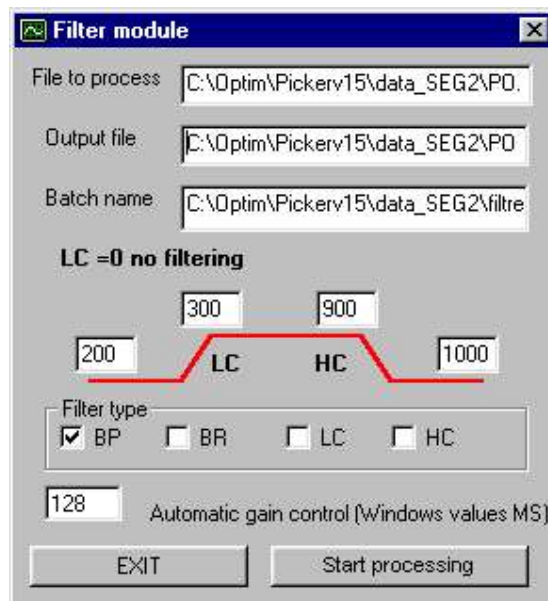 Filter module
File to process C:\Optim\Pickerv15\data_SEG2\PO.
Output file C:\Optim\Pickerv15\data_SEG2\PO
Batch name C:\Optim\Pickerv15\data_SEG2\filtre
LC =0 no filtering
300 900
200 LC HC 1000
Filter type
BP BR LC HC
128 Automatic gain control (Windows values MS)
EXIT Start processing